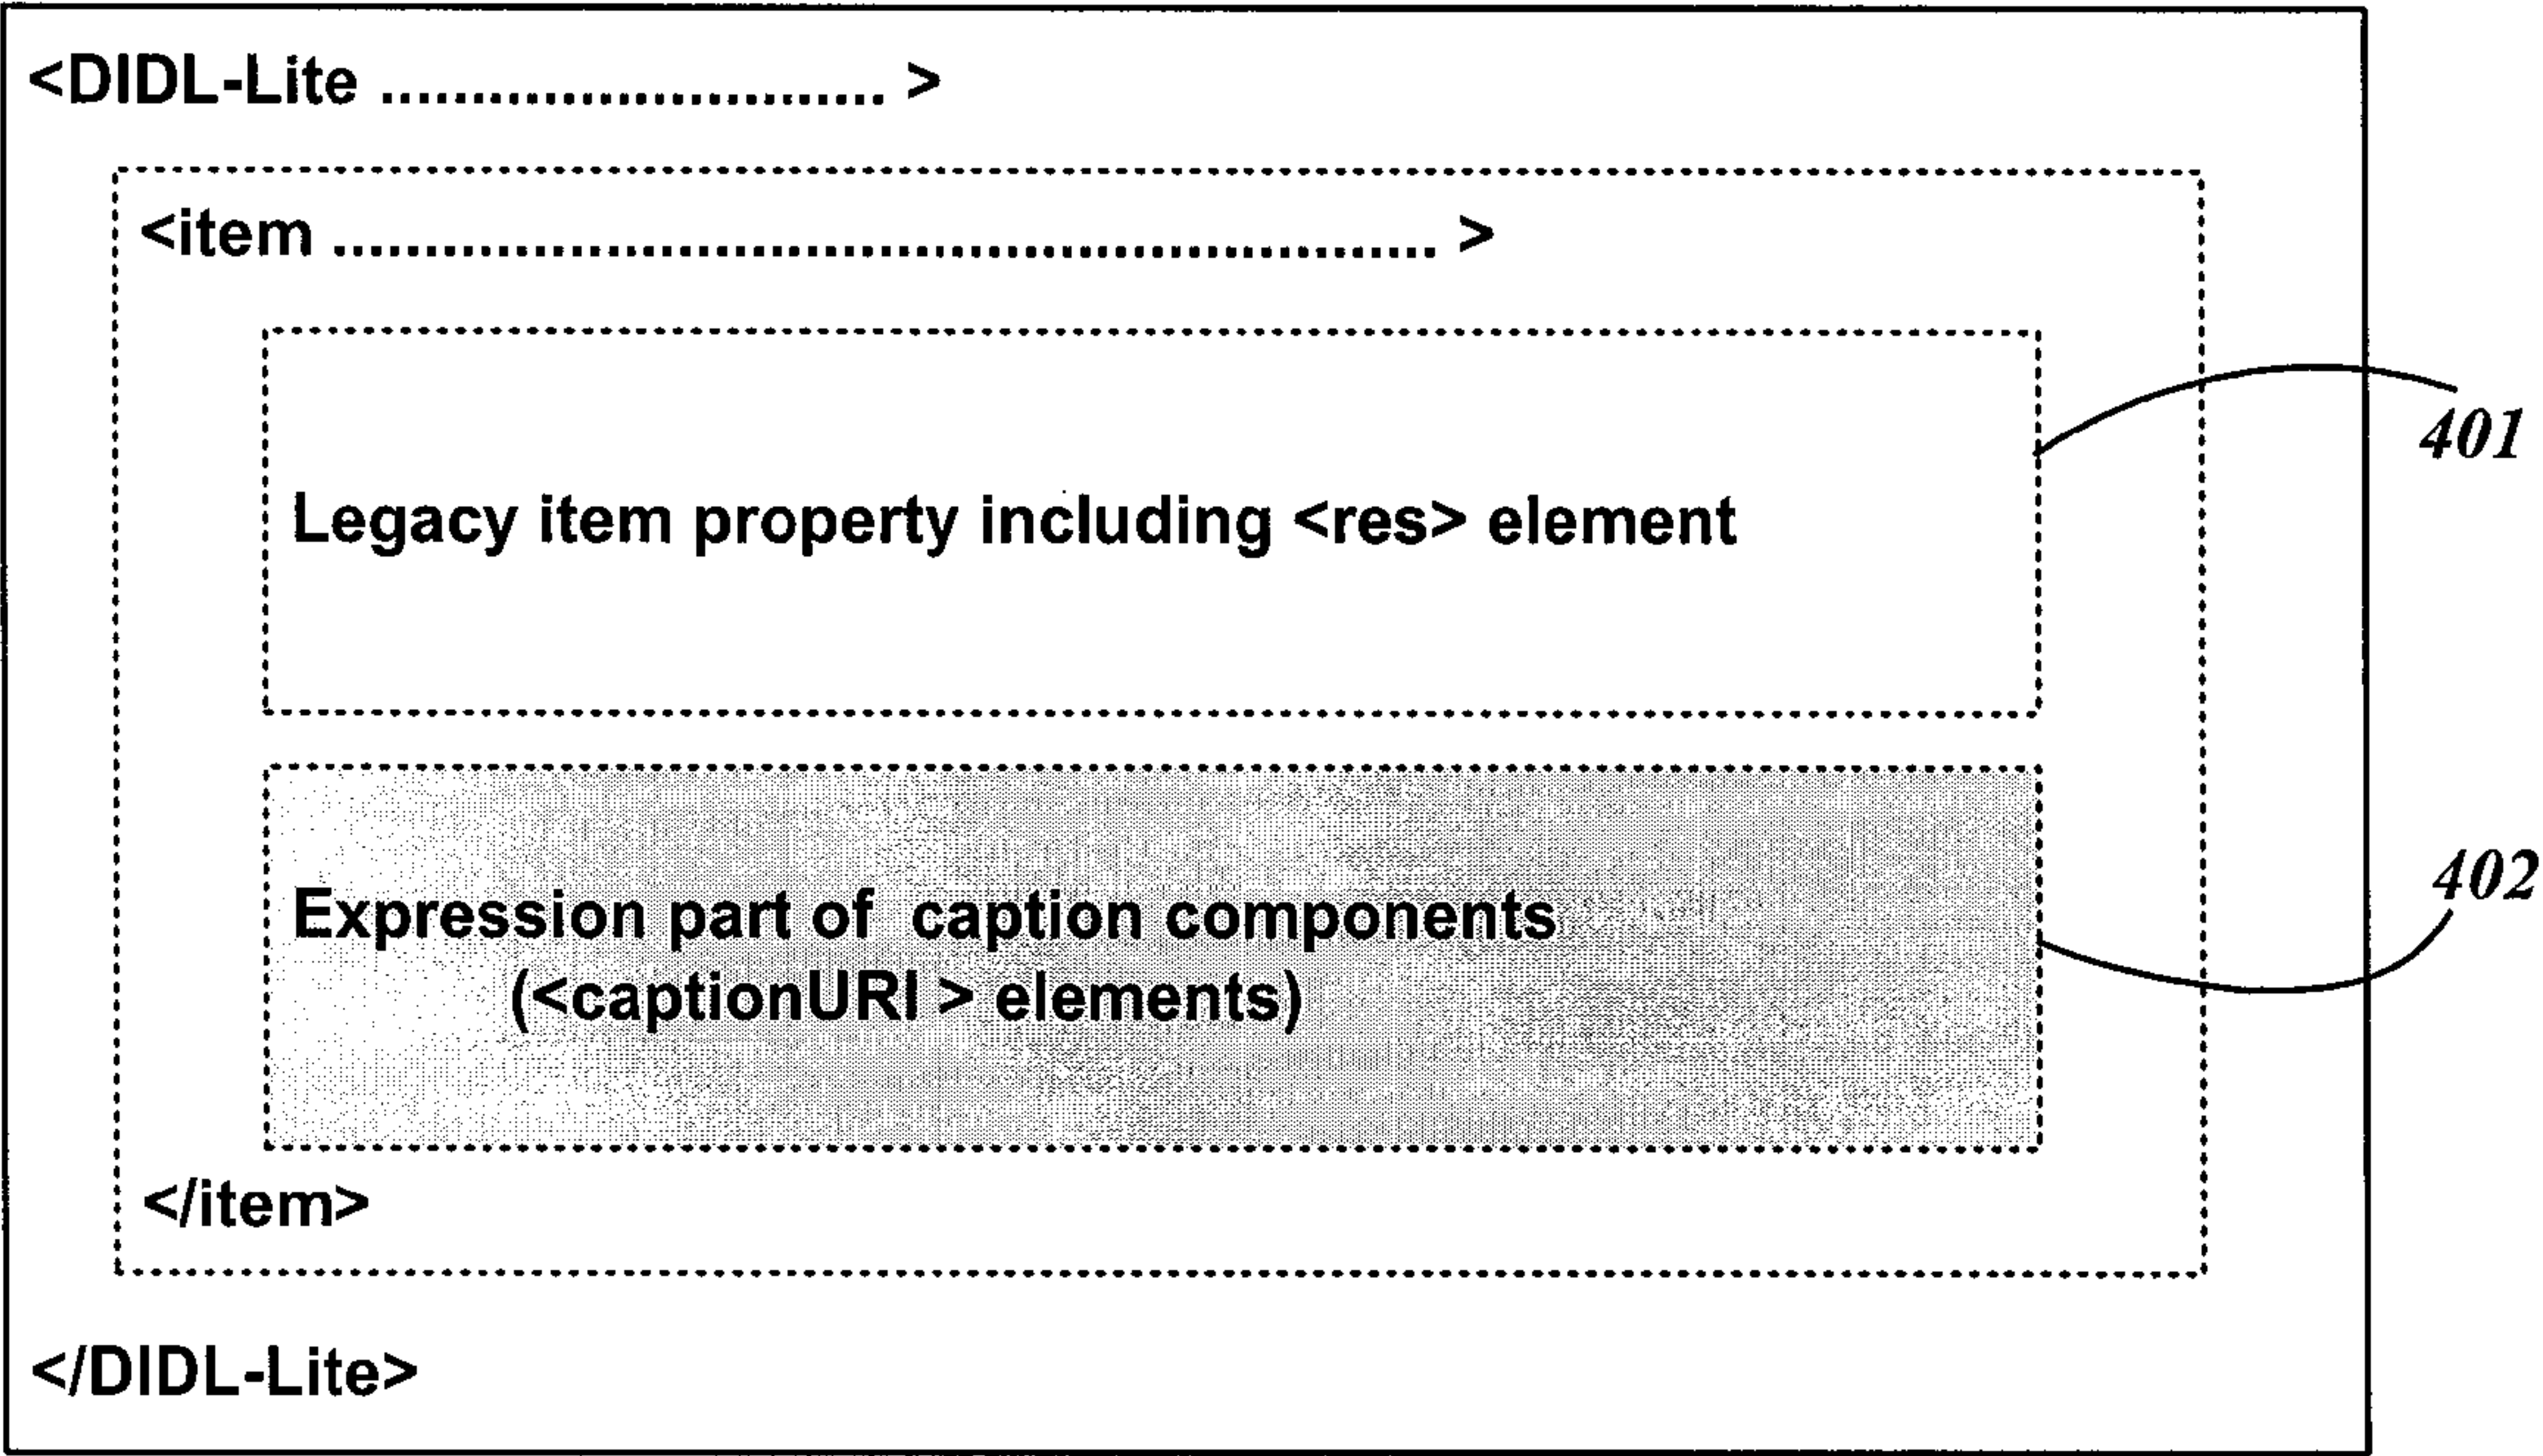 <DIDL-Lite ............................ >
<item .............................................................. >
401
Legacy item property including <res> element
402
Expression part of caption components
(<captionURI > elements)
</item>
</DIDL-Lite>